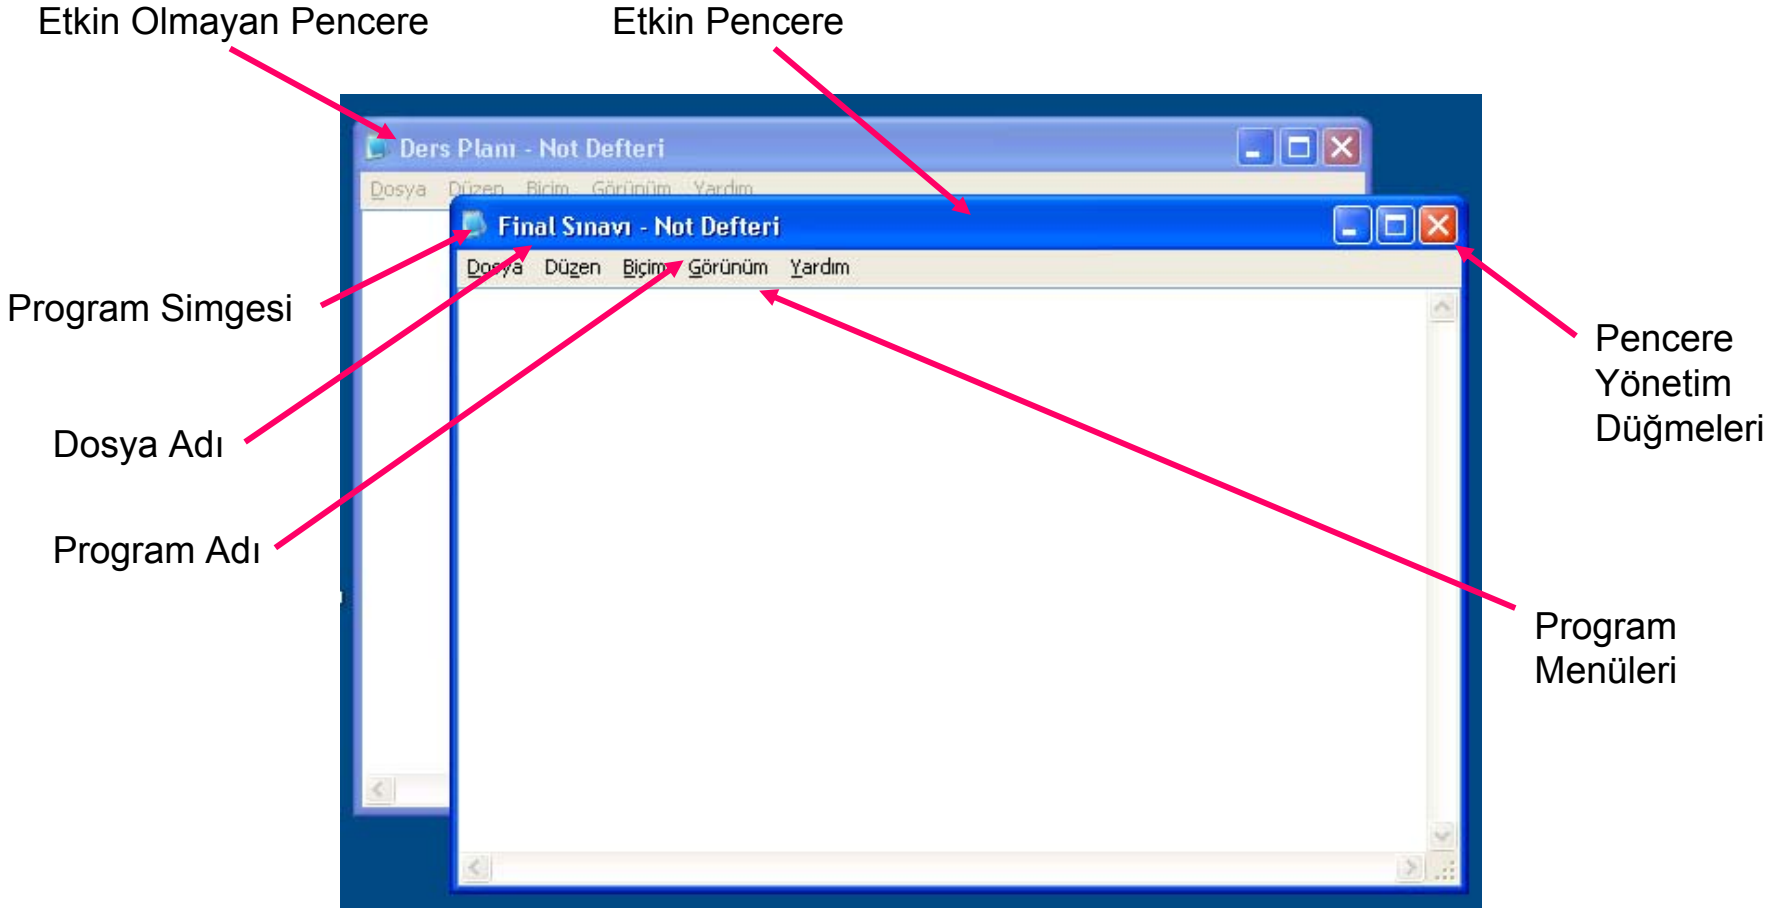 Etkin Olmayan Pencere
Etkin Pencere
Ders Planı - Not Defteri
Dosya Düzen Biçim Görünüm Yardım
Final Sınavı - Not Defteri
Dosya Düzen Biçim Görünüm Yardım
Program Simgesi
Pencere
Yönetim
Düğmeleri
Dosya Adı
Program Adı
Program
Menüleri